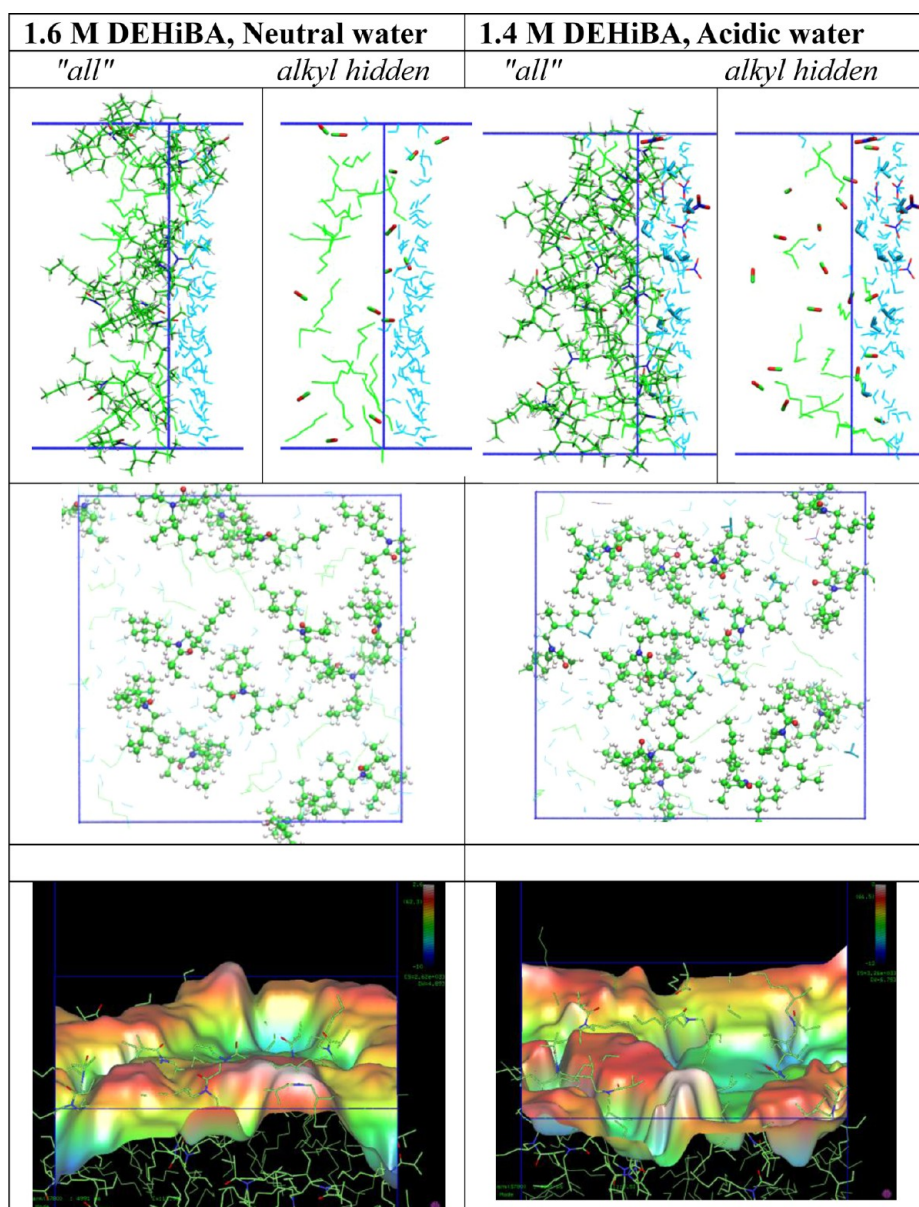 1.6 M DEHiBA, Neutral water
1.4 M DEHiBA, Acidic water
"all"
alkyl hidden
"all"
alkyl hidden